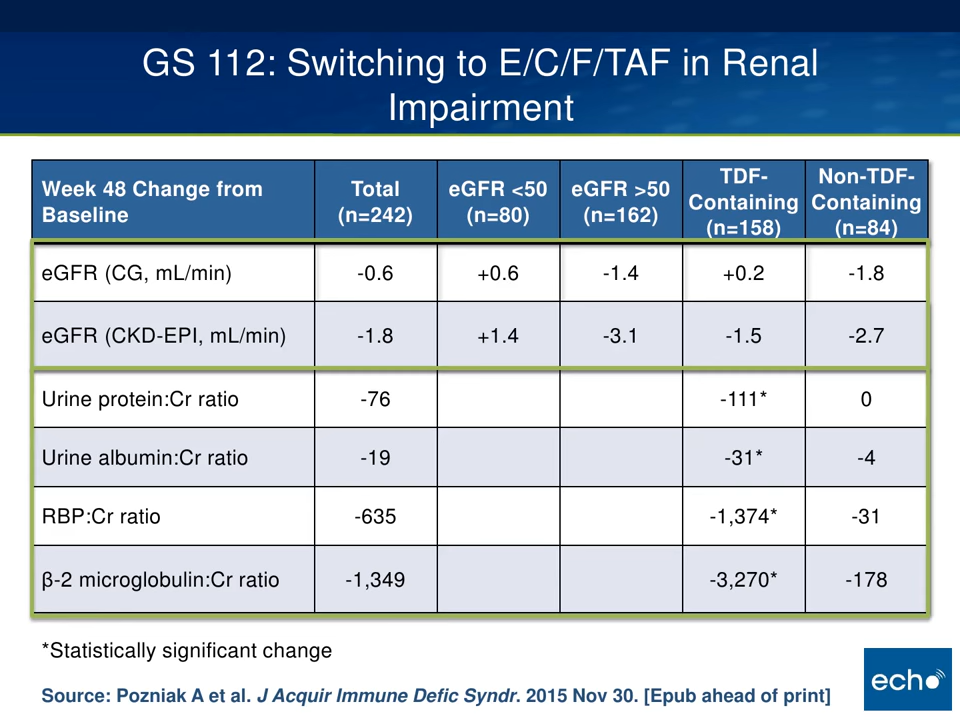 GS 112: Switching to E/C/F/TAF in Renal
Impairment
Week 48 Change from Baseline | Total (n=242) | eGFR <50 (n=80) | eGFR >50 (n=162) | TDF-Containing (n=158) | Non-TDF-Containing (n=84)
eGFR (CG, mL/min) | -0.6 | +0.6 | -1.4 | +0.2 | -1.8
eGFR (CKD-EPI, mL/min) | -1.8 | +1.4 | -3.1 | -1.5 | -2.7
Urine protein:Cr ratio | -76 | | | -111* | 0
Urine albumin:Cr ratio | -19 | | | -31* | -4
RBP:Cr ratio | -635 | | | -1,374* | -31
β-2 microglobulin:Cr ratio | -1,349 | | | -3,270* | -178
*Statistically significant change
Source: Pozniak A et al. J Acquir Immune Defic Syndr. 2015 Nov 30. [Epub ahead of print]
echo